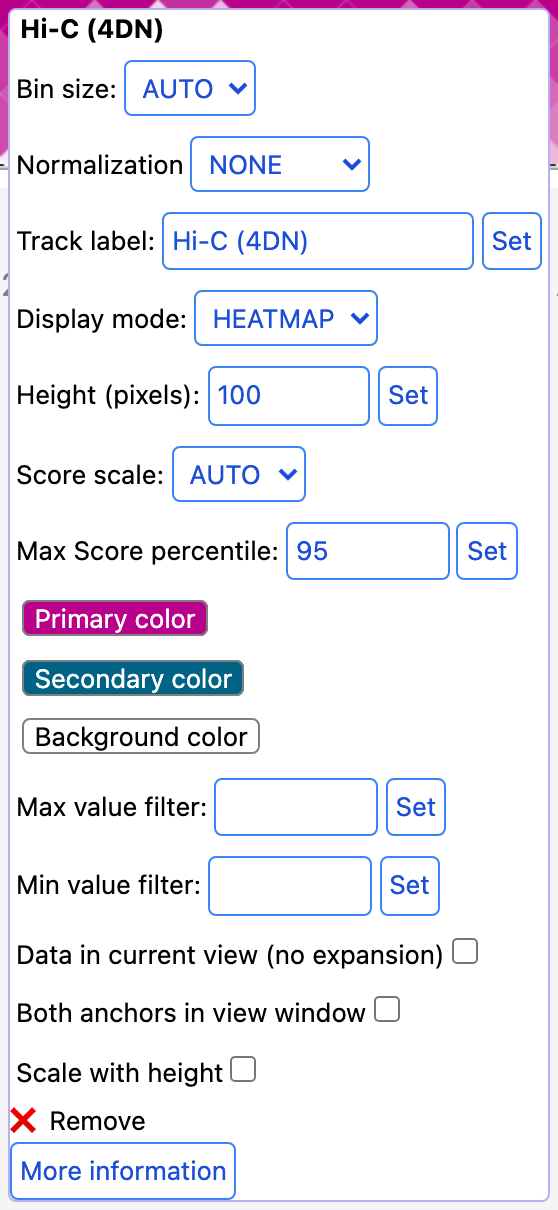 Hi-C (4DN)
Bin size: AUTO
Normalization NONE
Track label: Hi-C (4DN) Set
Display mode: HEATMAP
Height (pixels): 100 Set
Score scale: AUTO
Max Score percentile: 95 Set
Primary color
Secondary color
Background color
Max value filter: Set
Min value filter: Set
Data in current view (no expansion)
Both anchors in view window
Scale with height
Remove
More information